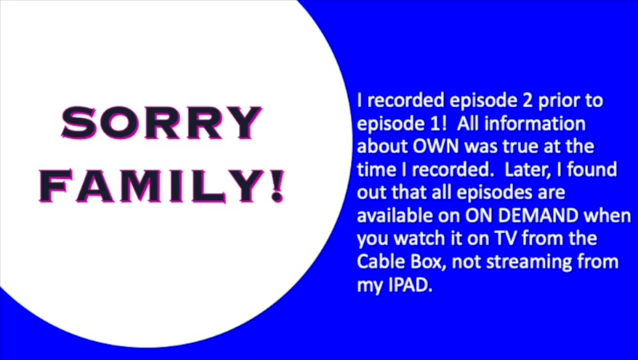 SORRY
FAMILY!
I recorded episode 2 prior to
episode 1!  All information
about OWN was true at the
time I recorded.  Later, I found
out that all episodes are
available on ON DEMAND when
you watch it on TV from the
Cable Box, not streaming from
my IPAD.